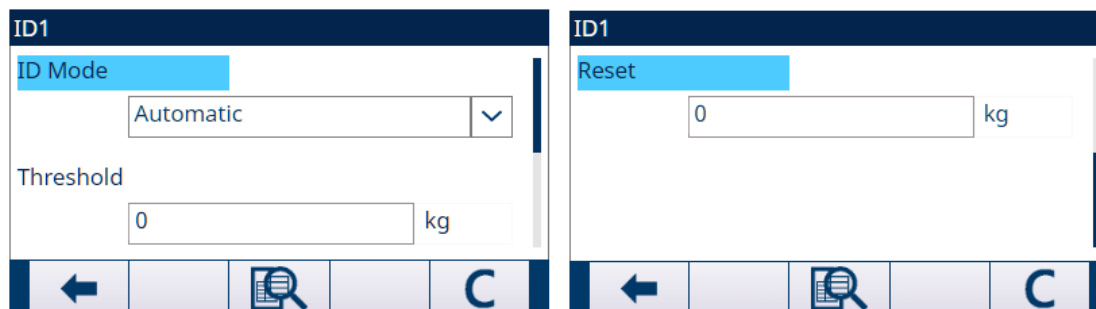 ID1
ID Mode
Automatic
Threshold
0 kg
C
ID1
Reset
0 kg
C